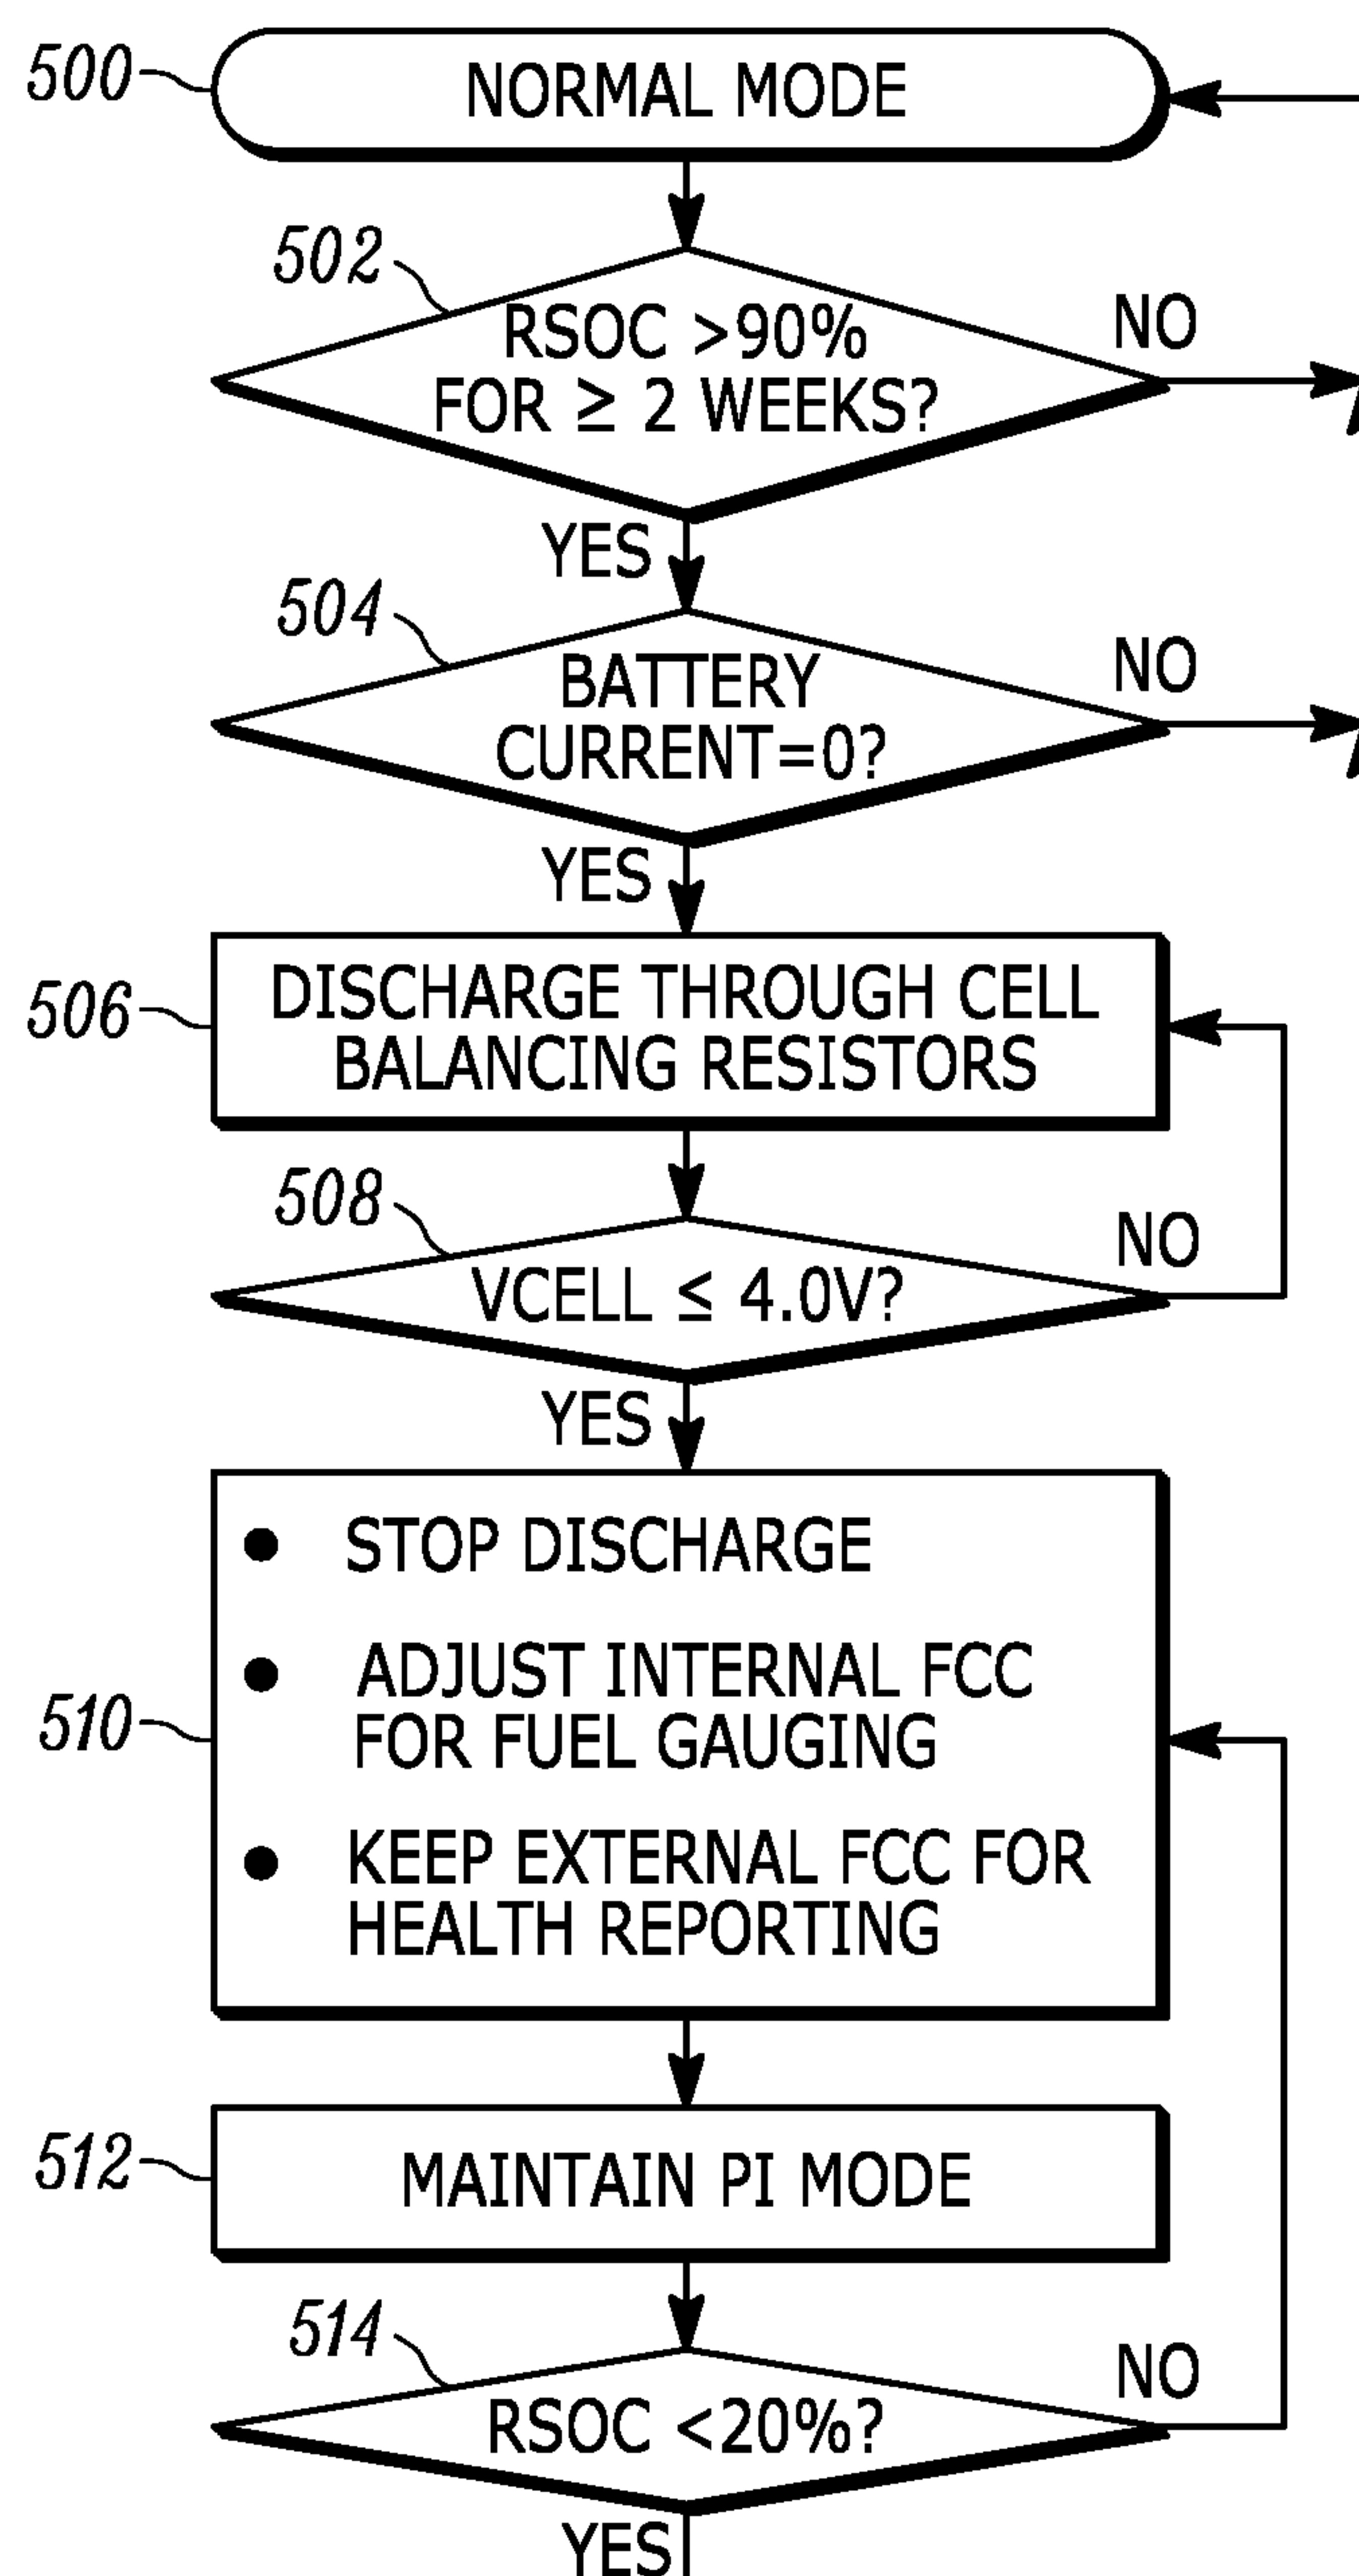 500
NORMAL MODE
502
RSOC >90%
FOR ≥ 2 WEEKS?
NO
YES
504
BATTERY
CURRENT=0?
NO
YES
506
DISCHARGE THROUGH CELL
BALANCING RESISTORS
508
VCELL ≤ 4.0V?
NO
YES
510
● STOP DISCHARGE
● ADJUST INTERNAL FCC
FOR FUEL GAUGING
● KEEP EXTERNAL FCC FOR
HEALTH REPORTING
512
MAINTAIN PI MODE
514
RSOC <20%?
NO
YES